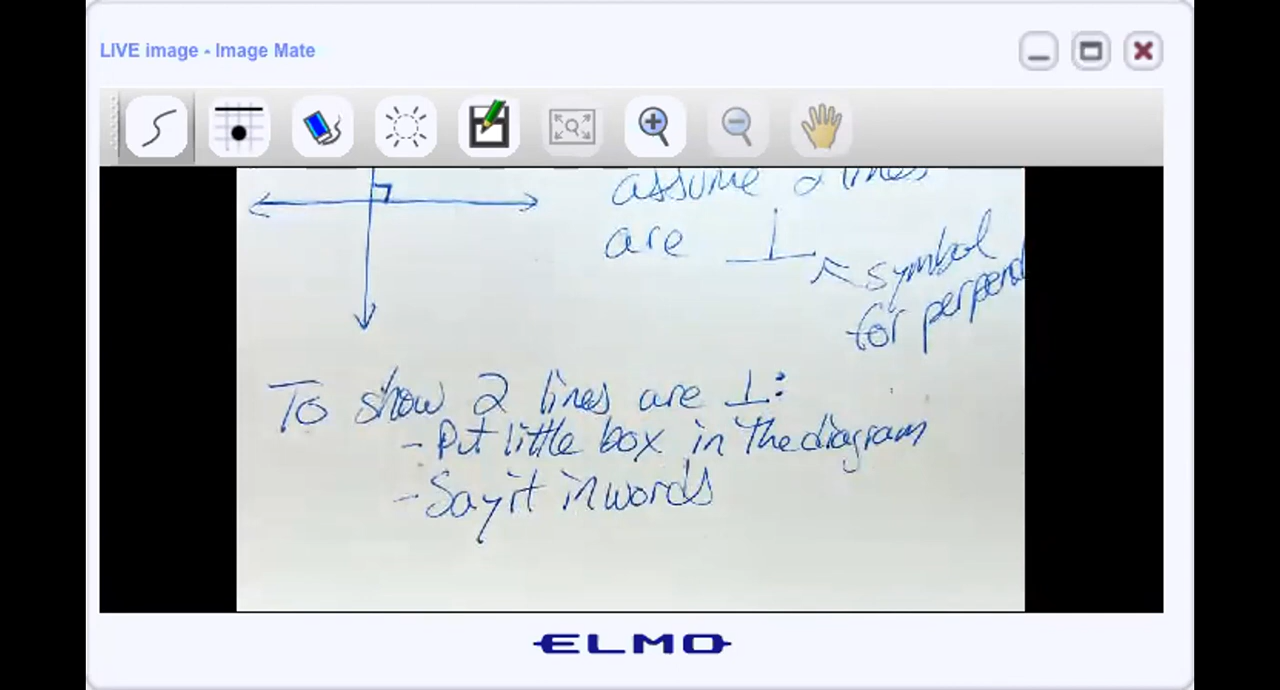 LIVE image - Image Mate
assume 2 lines
are ⊥
symbol
for perpend
To show 2 lines are ⊥:
- Put little box in the diagram
- Say it in words
ELMO